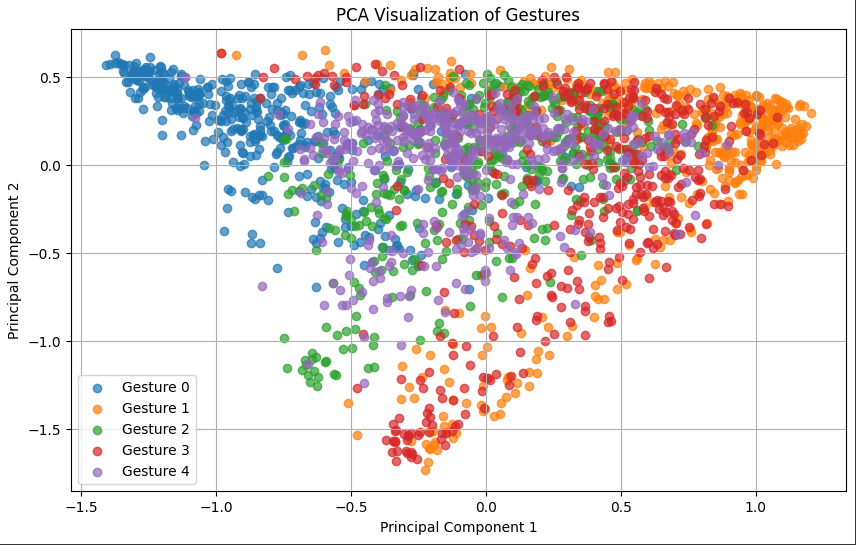 PCA Visualization of Gestures
Principal Component 2
0.5
0.0
−0.5
−1.0
−1.5
Gesture 0
Gesture 1
Gesture 2
Gesture 3
Gesture 4
−1.5 −1.0 −0.5 0.0 0.5 1.0
Principal Component 1